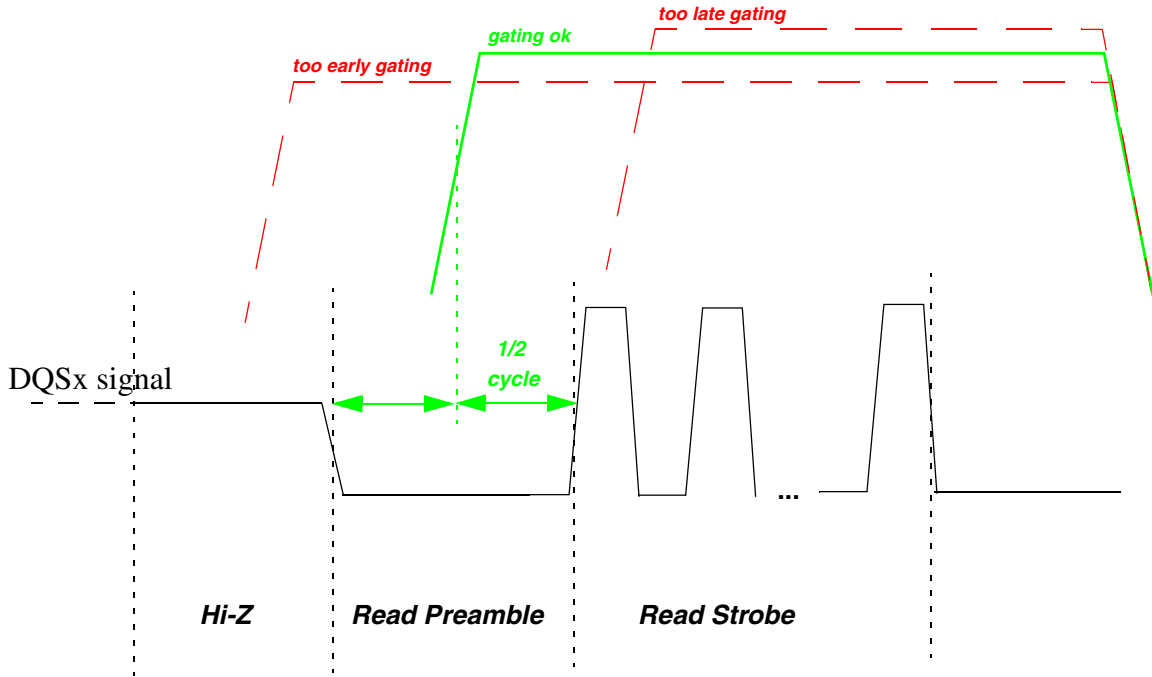 too late gating
gating ok
too early gating
1/2
cycle
DQSx signal
...
Hi-Z
Read Preamble
Read Strobe